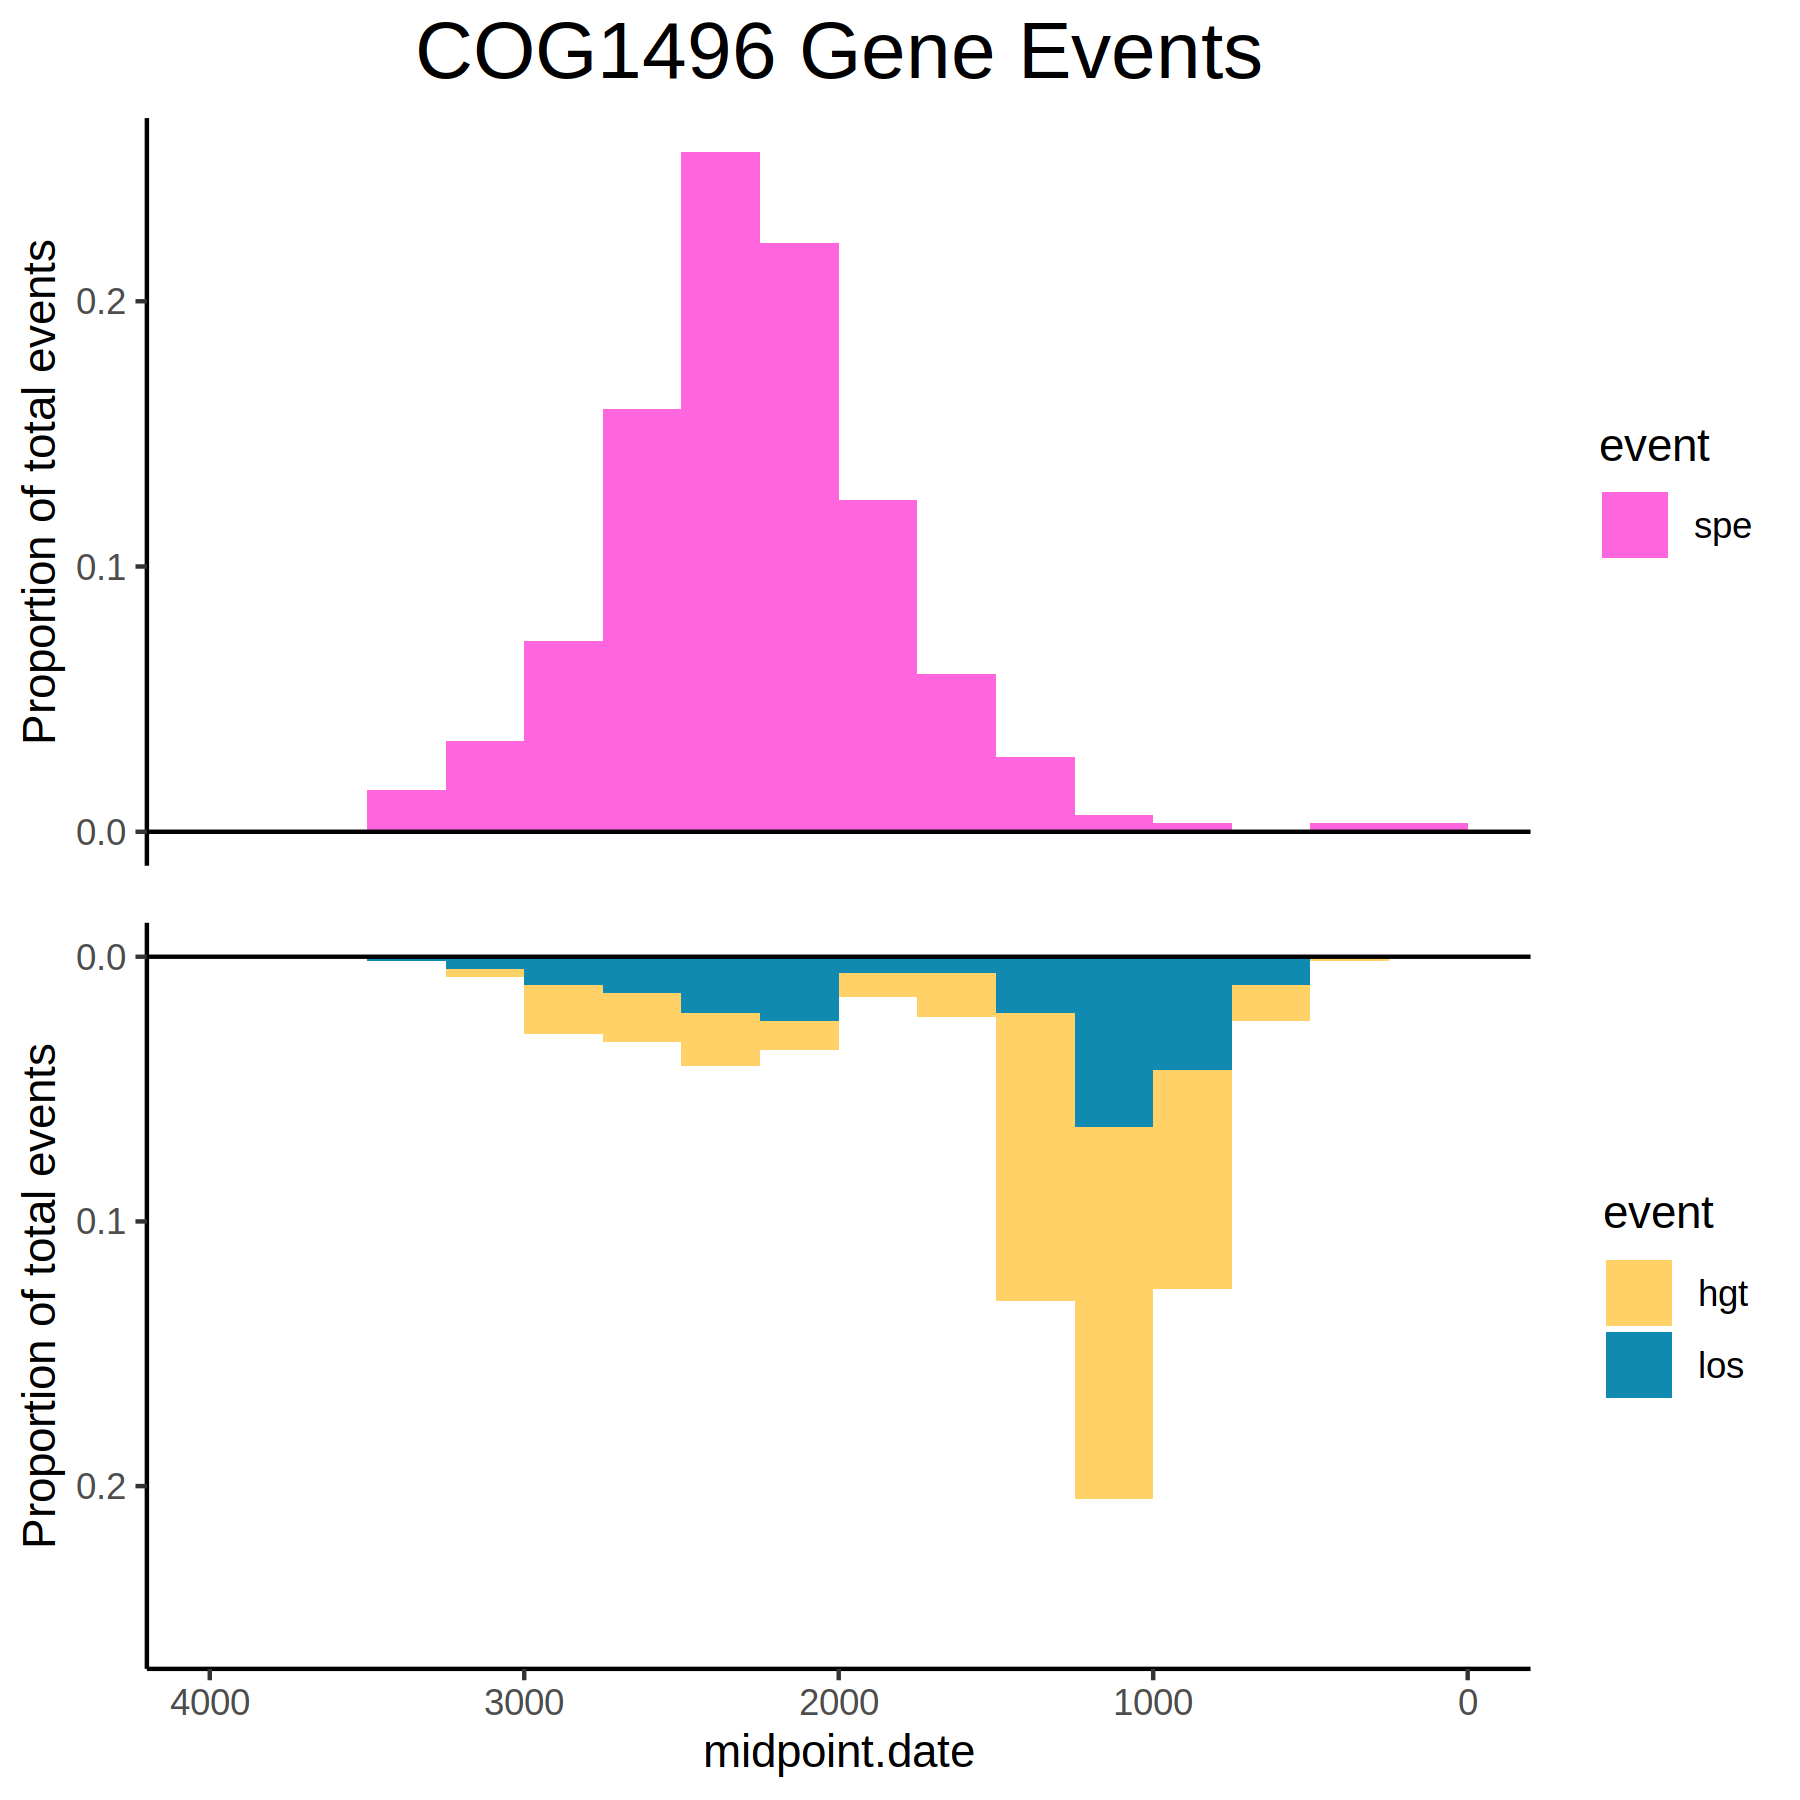 COG1496 Gene Events
Proportion of total events
0.2
0.1
0.0
event
spe
Proportion of total events
0.0
0.1
0.2
event
hgt
los
4000 3000 2000 1000 0
midpoint.date